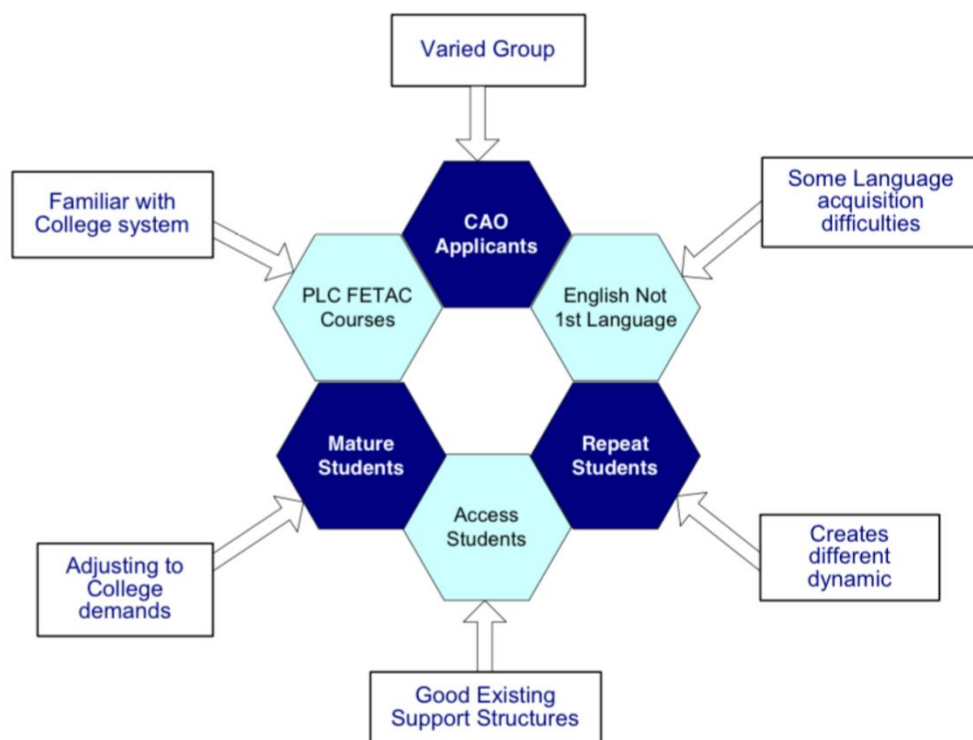 Varied Group
Familiar with
College system
CAO
Applicants
Some Language
acquisition
difficulties
PLC FETAC
Courses
English Not
1st Language
Mature
Students
Repeat
Students
Access
Students
Adjusting to
College
demands
Creates
different
dynamic
Good Existing
Support Structures